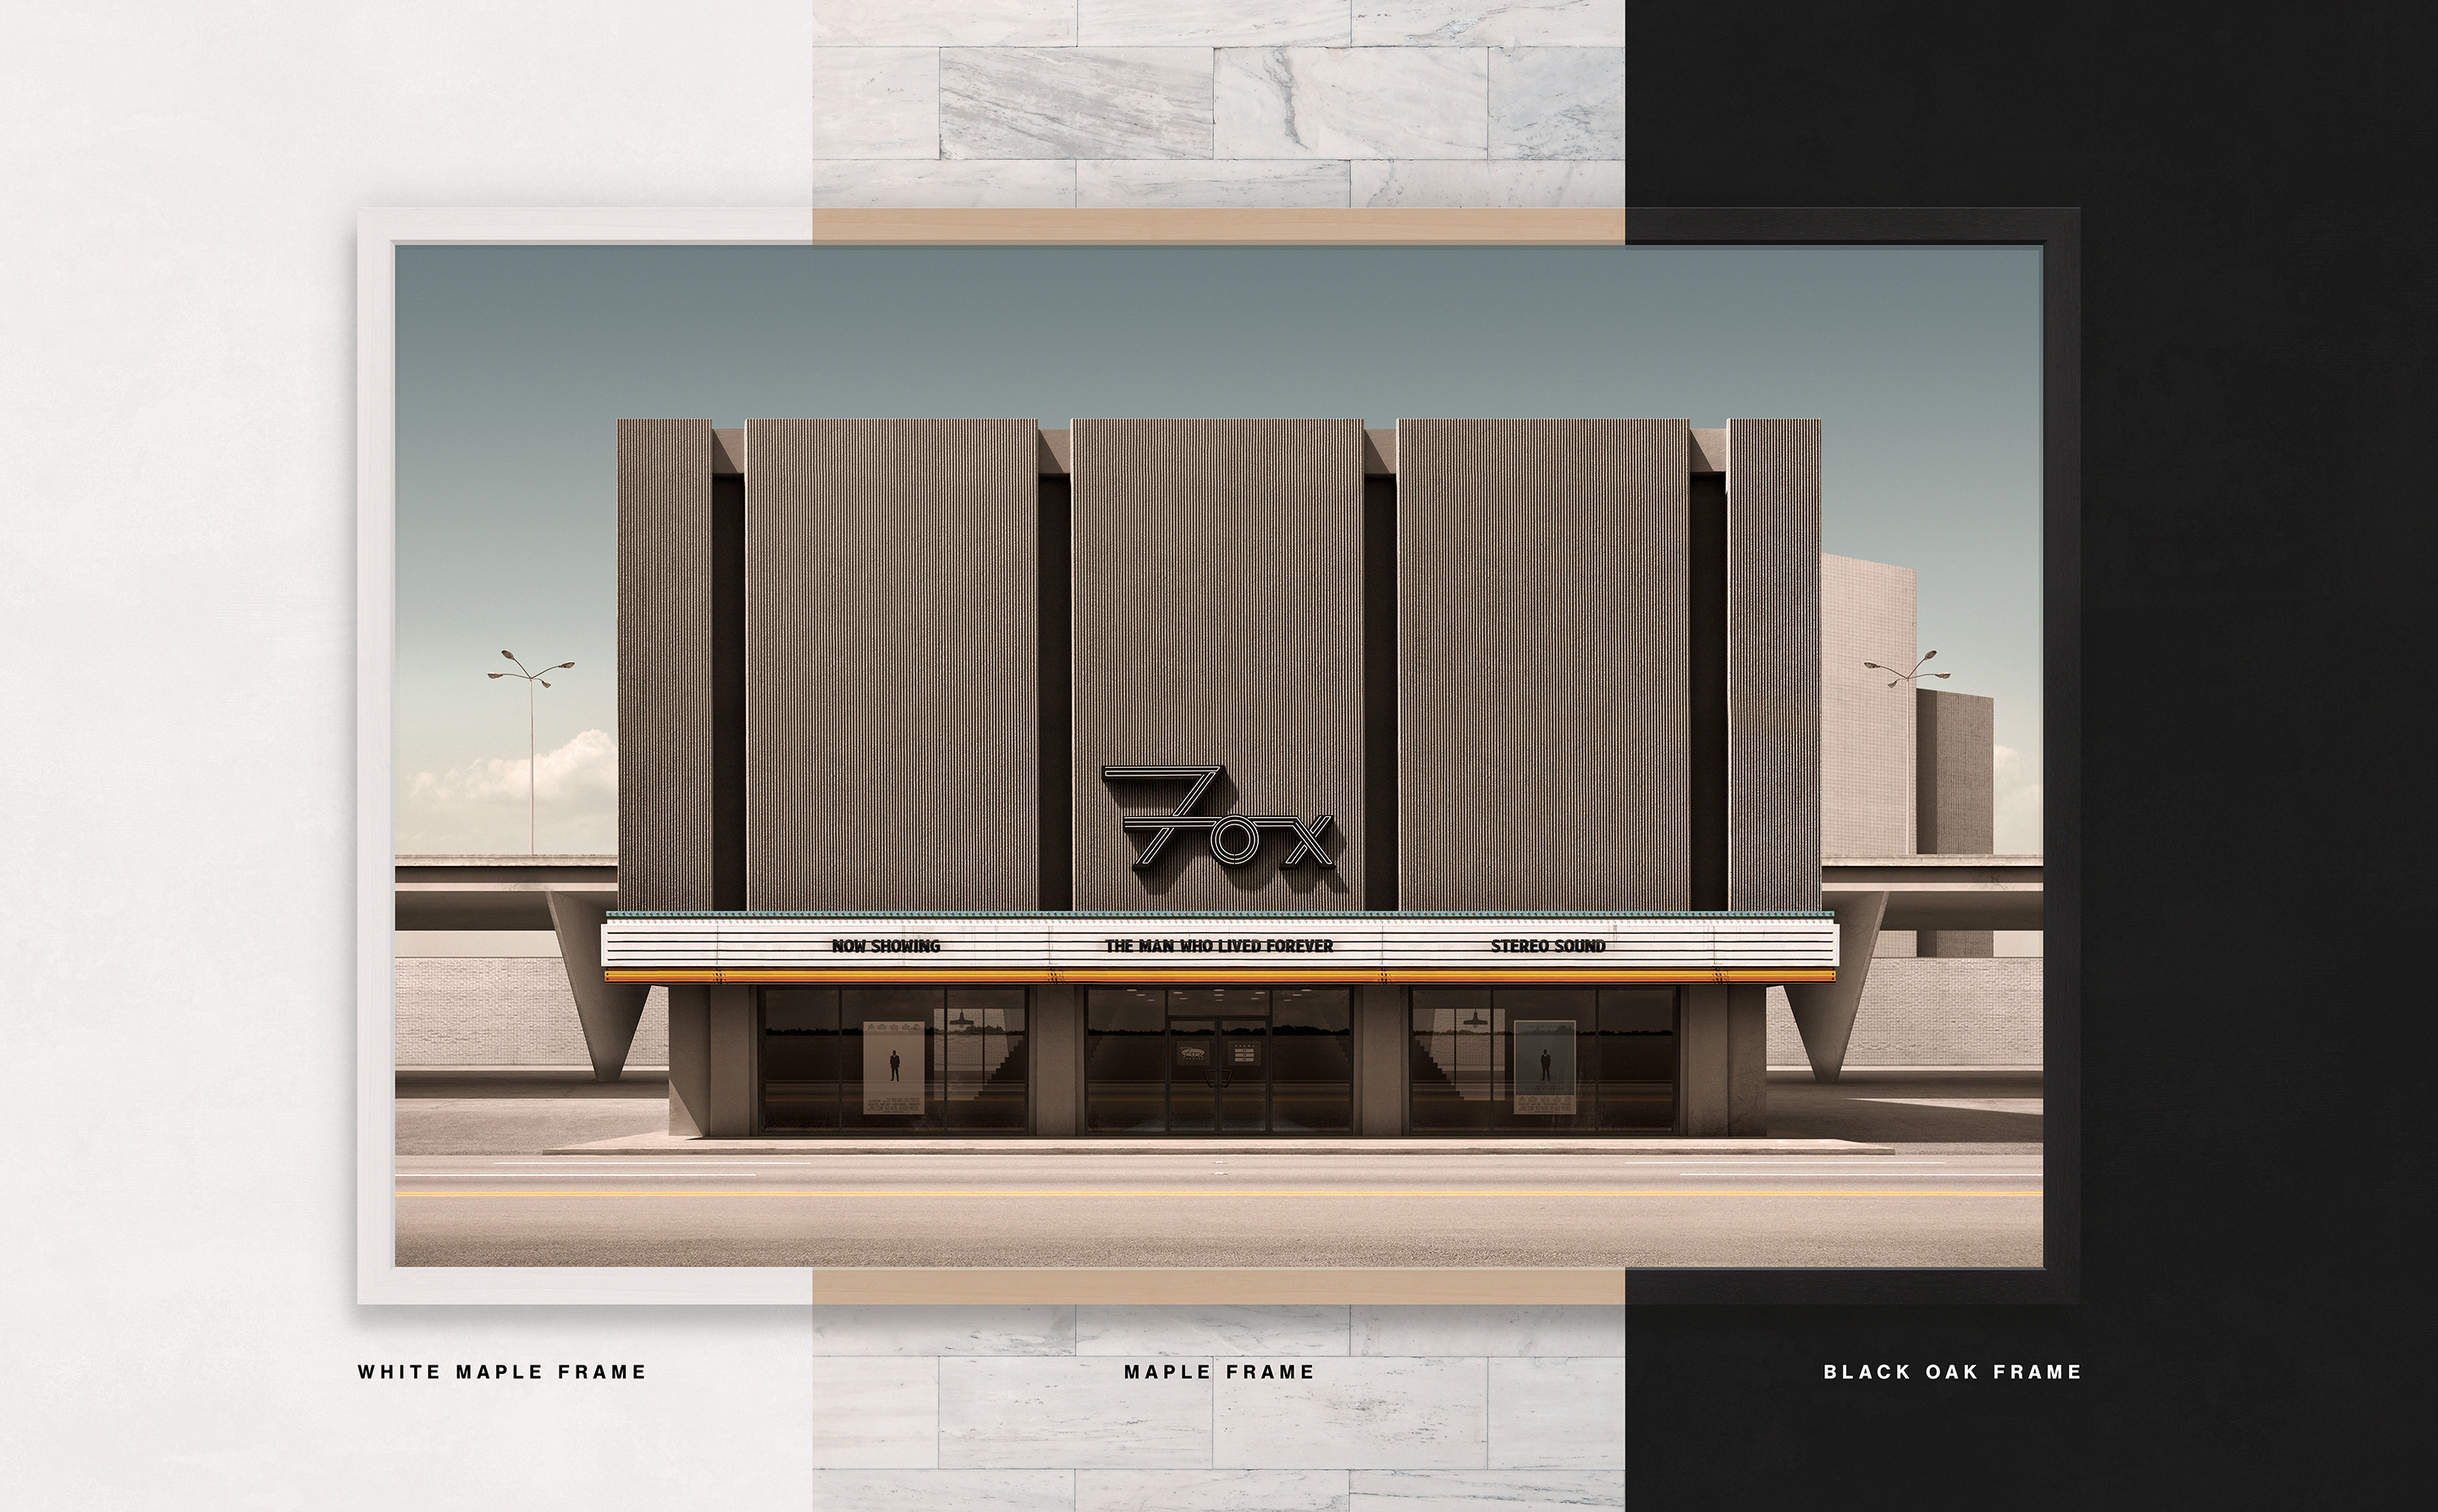 Fox
NOW SHOWING
THE MAN WHO LIVED FOREVER
STEREO SOUND
WHITE MAPLE FRAME
MAPLE FRAME
BLACK OAK FRAME